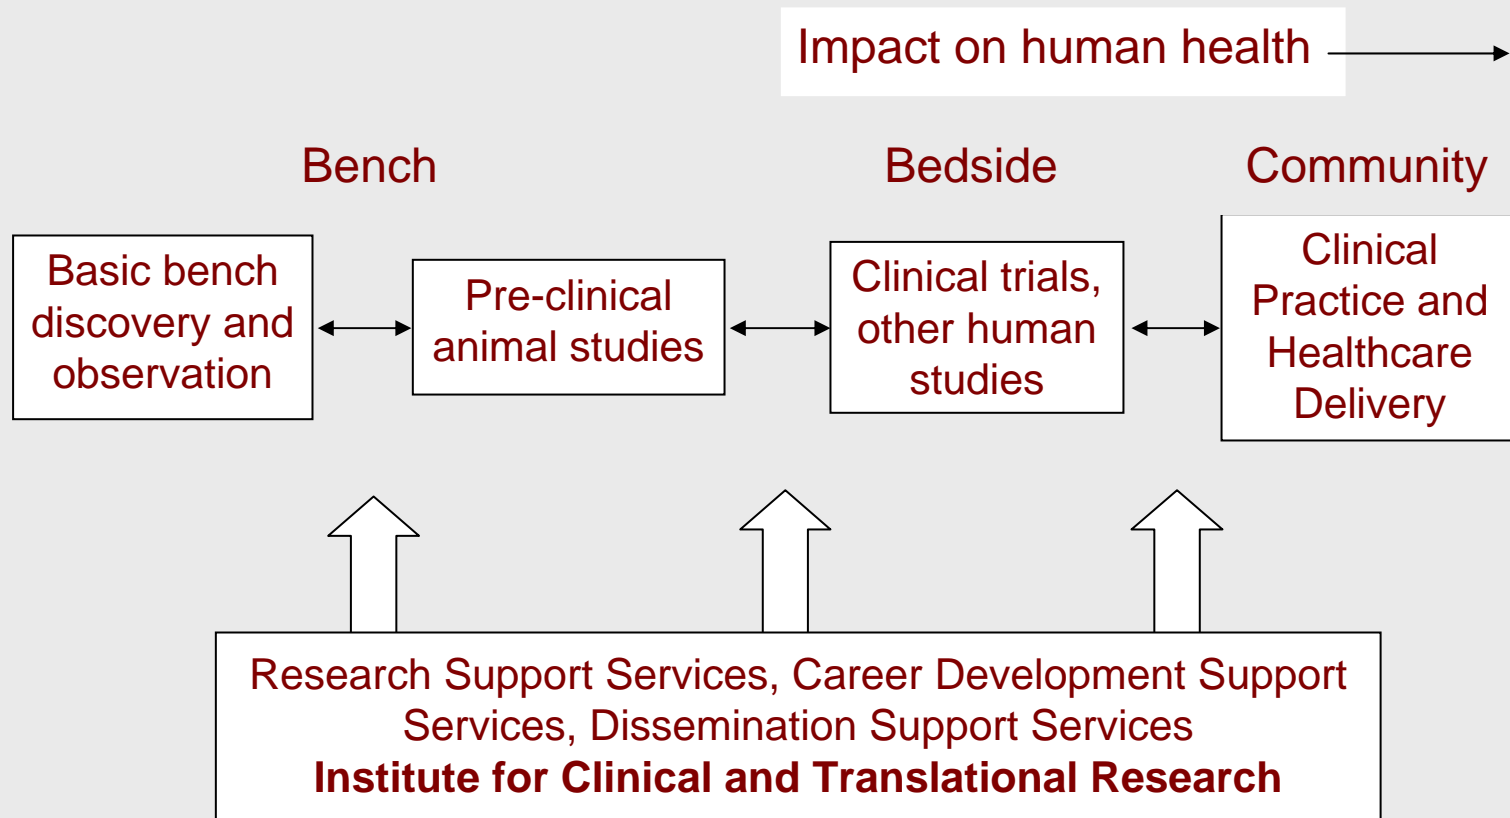 Impact on human health
Bench
Bedside
Community
Basic bench
discovery and
observation
Pre-clinical
animal studies
Clinical trials,
other human
studies
Clinical
Practice and
Healthcare
Delivery
Research Support Services, Career Development Support
Services, Dissemination Support Services
Institute for Clinical and Translational Research